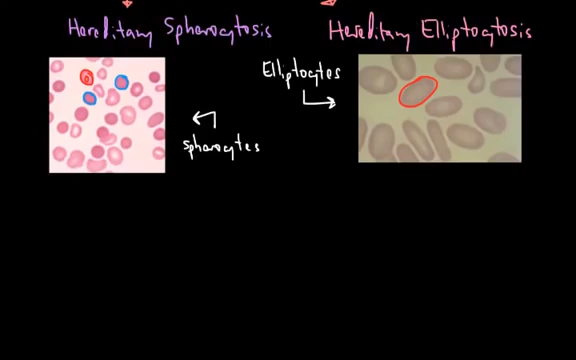 Hereditary Spherocytosis
Hereditary Elliptocytosis
Elliptocytes
Spherocytes